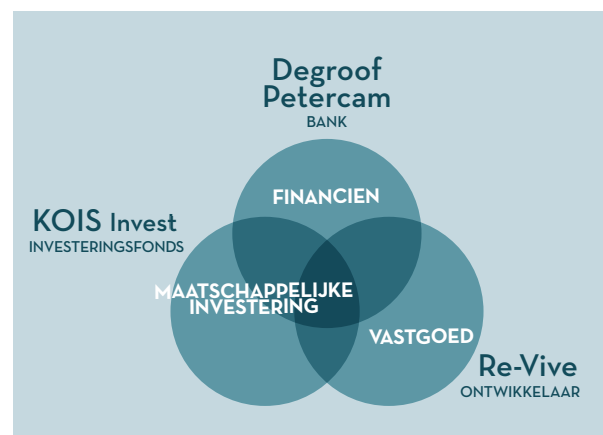 Degroof
Petercam
BANK
FINANCIEN
KOIS Invest
INVESTERINGSFONDS
MAATSCHAPPELIJKE
INVESTERING
VASTGOED
Re-Vive
ONTWIKKELAAR